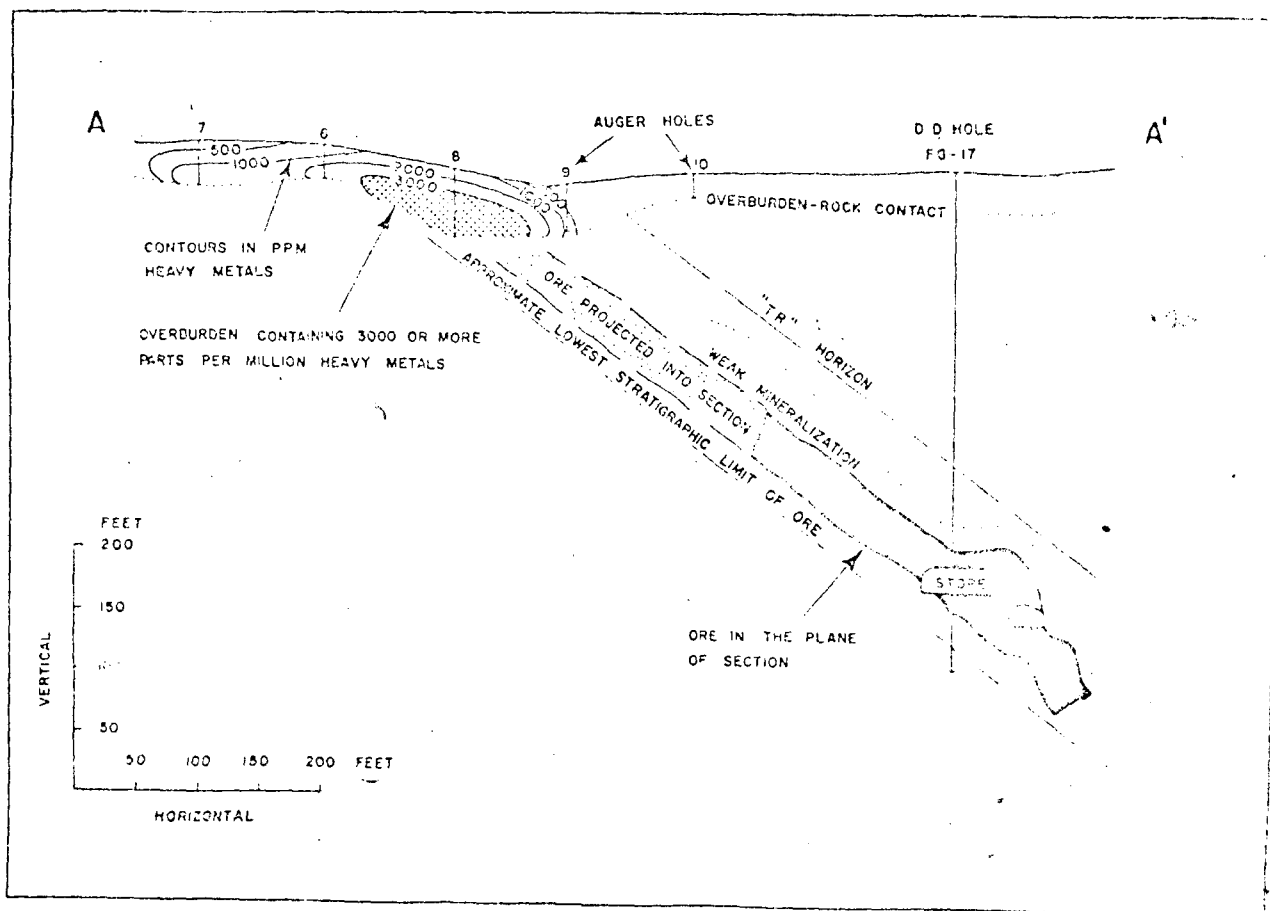 A
7
6
8
AUGER HOLES
9
10
D D HOLE
FG-17
A'
500
1000
2000
3000
OVERBURDEN-ROCK CONTACT
CONTOURS IN PPM
HEAVY METALS
OVERBURDEN CONTAINING 3000 OR MORE
PARTS PER MILLION HEAVY METALS
"TR" HORIZON
WEAK MINERALIZATION
ORE PROJECTED INTO SECTION
APPROXIMATE LOWEST STRATIGRAPHIC LIMIT OF ORE
STOPE
ORE IN THE PLANE
OF SECTION
FEET
200
150
50
VERTICAL
50 100 150 200 FEET
HORIZONTAL